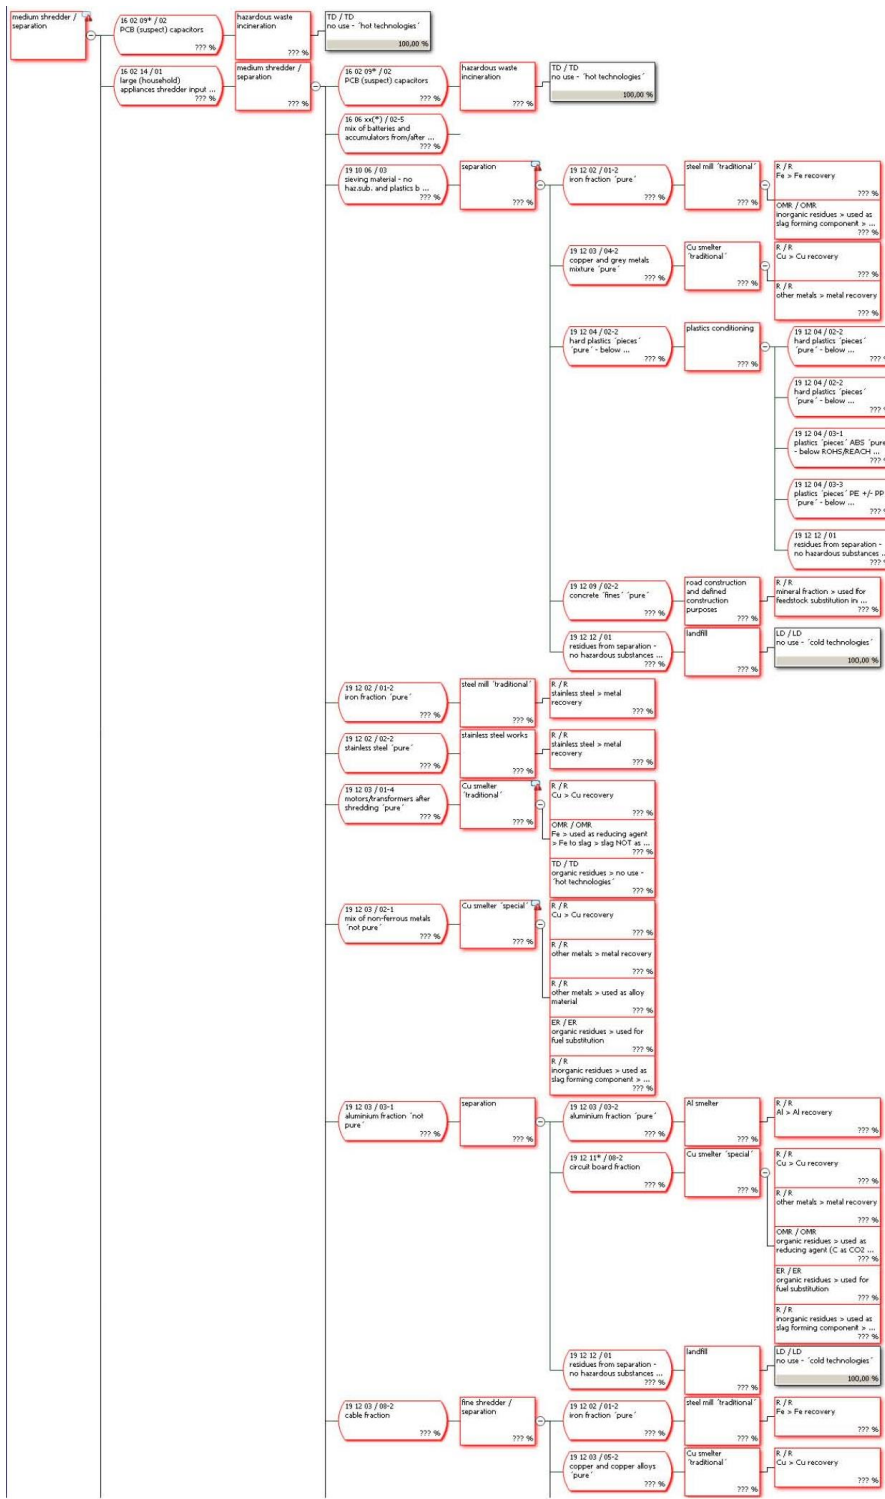 medium shredder /
separation
??? %
16 02 09* / 02
PCB (suspect) capacitors
??? %
hazardous waste
incineration
??? %
TD / TD
no use - ´hot technologies´
100,00 %
16 02 14 / 01
large (household)
appliances shredder input ...
??? %
medium shredder /
separation
??? %
16 02 09* / 02
PCB (suspect) capacitors
??? %
hazardous waste
incineration
??? %
TD / TD
no use - ´hot technologies´
100,00 %
16 06 xx(*) / 02-5
mix of batteries and
accumulators from/after ...
??? %
19 10 06 / 03
sieving material - no
haz.sub. and plastics b ...
??? %
separation
??? %
19 12 02 / 01-2
iron fraction ´pure´
??? %
steel mill ´traditional´
??? %
R / R
Fe > Fe recovery
??? %
OMR / OMR
inorganic residues > used as
slag forming component > ...
??? %
19 12 03 / 04-2
copper and grey metals
mixture ´pure´
??? %
Cu smelter
´traditional´
??? %
R / R
Cu > Cu recovery
??? %
R / R
other metals > metal recovery
??? %
19 12 04 / 02-2
hard plastics ´pieces´
´pure´ - below ...
??? %
plastics conditioning
??? %
19 12 04 / 02-2
hard plastics ´pieces´
´pure´ - below ...
??? %
19 12 04 / 02-2
hard plastics ´pieces´
´pure´ - below ...
??? %
19 12 04 / 03-1
plastics ´pieces´ ABS ´pure
- below ROHS/REACH ...
??? %
19 12 04 / 03-3
plastics ´pieces´ PE +/- PP
´pure´ - below ...
??? %
19 12 12 / 01
residues from separation -
no hazardous substances ...
??? %
19 12 09 / 02-2
concrete ´fines´ ´pure´
??? %
road construction
and defined
construction
purposes
??? %
R / R
mineral fraction > used for
feedstock substitution in ...
??? %
19 12 12 / 01
residues from separation -
no hazardous substances ...
??? %
landfill
??? %
LD / LD
no use - ´cold technologies´
100,00 %
19 12 02 / 01-2
iron fraction ´pure´
??? %
steel mill ´traditional´
??? %
R / R
stainless steel > metal
recovery
??? %
19 12 02 / 02-2
stainless steel ´pure´
??? %
stainless steel works
??? %
R / R
stainless steel > metal
recovery
??? %
19 12 03 / 01-4
motors/transformers after
shredding ´pure´
??? %
Cu smelter
´traditional´
??? %
R / R
Cu > Cu recovery
??? %
OMR / OMR
Fe > used as reducing agent
> Fe to slag > slag NOT as ...
??? %
TD / TD
organic residues > no use -
´hot technologies´
??? %
19 12 03 / 02-1
mix of non-ferrous metals
´not pure´
??? %
Cu smelter ´special´
??? %
R / R
Cu > Cu recovery
??? %
R / R
other metals > metal recovery
??? %
R / R
other metals > used as alloy
material
??? %
ER / ER
organic residues > used for
fuel substitution
??? %
R / R
inorganic residues > used as
slag forming component > ...
??? %
19 12 03 / 03-1
aluminium fraction ´not
pure´
??? %
separation
??? %
19 12 03 / 03-2
aluminium fraction ´pure´
??? %
Al smelter
??? %
R / R
Al > Al recovery
??? %
19 12 11* / 08-2
circuit board fraction
??? %
Cu smelter ´special´
??? %
R / R
Cu > Cu recovery
??? %
R / R
other metals > metal recovery
??? %
OMR / OMR
organic residues > used as
reducing agent (C as CO2 ...
??? %
ER / ER
organic residues > used for
fuel substitution
??? %
R / R
inorganic residues > used as
slag forming component > ...
??? %
19 12 12 / 01
residues from separation -
no hazardous substances ...
??? %
landfill
??? %
LD / LD
no use - ´cold technologies´
100,00 %
19 12 03 / 08-2
cable fraction
??? %
fine shredder /
separation
??? %
19 12 02 / 01-2
iron fraction ´pure´
??? %
steel mill ´traditional´
??? %
R / R
Fe > Fe recovery
??? %
19 12 03 / 05-2
copper and copper alloys
´pure´
??? %
Cu smelter
´traditional´
??? %
R / R
Cu > Cu recovery
??? %